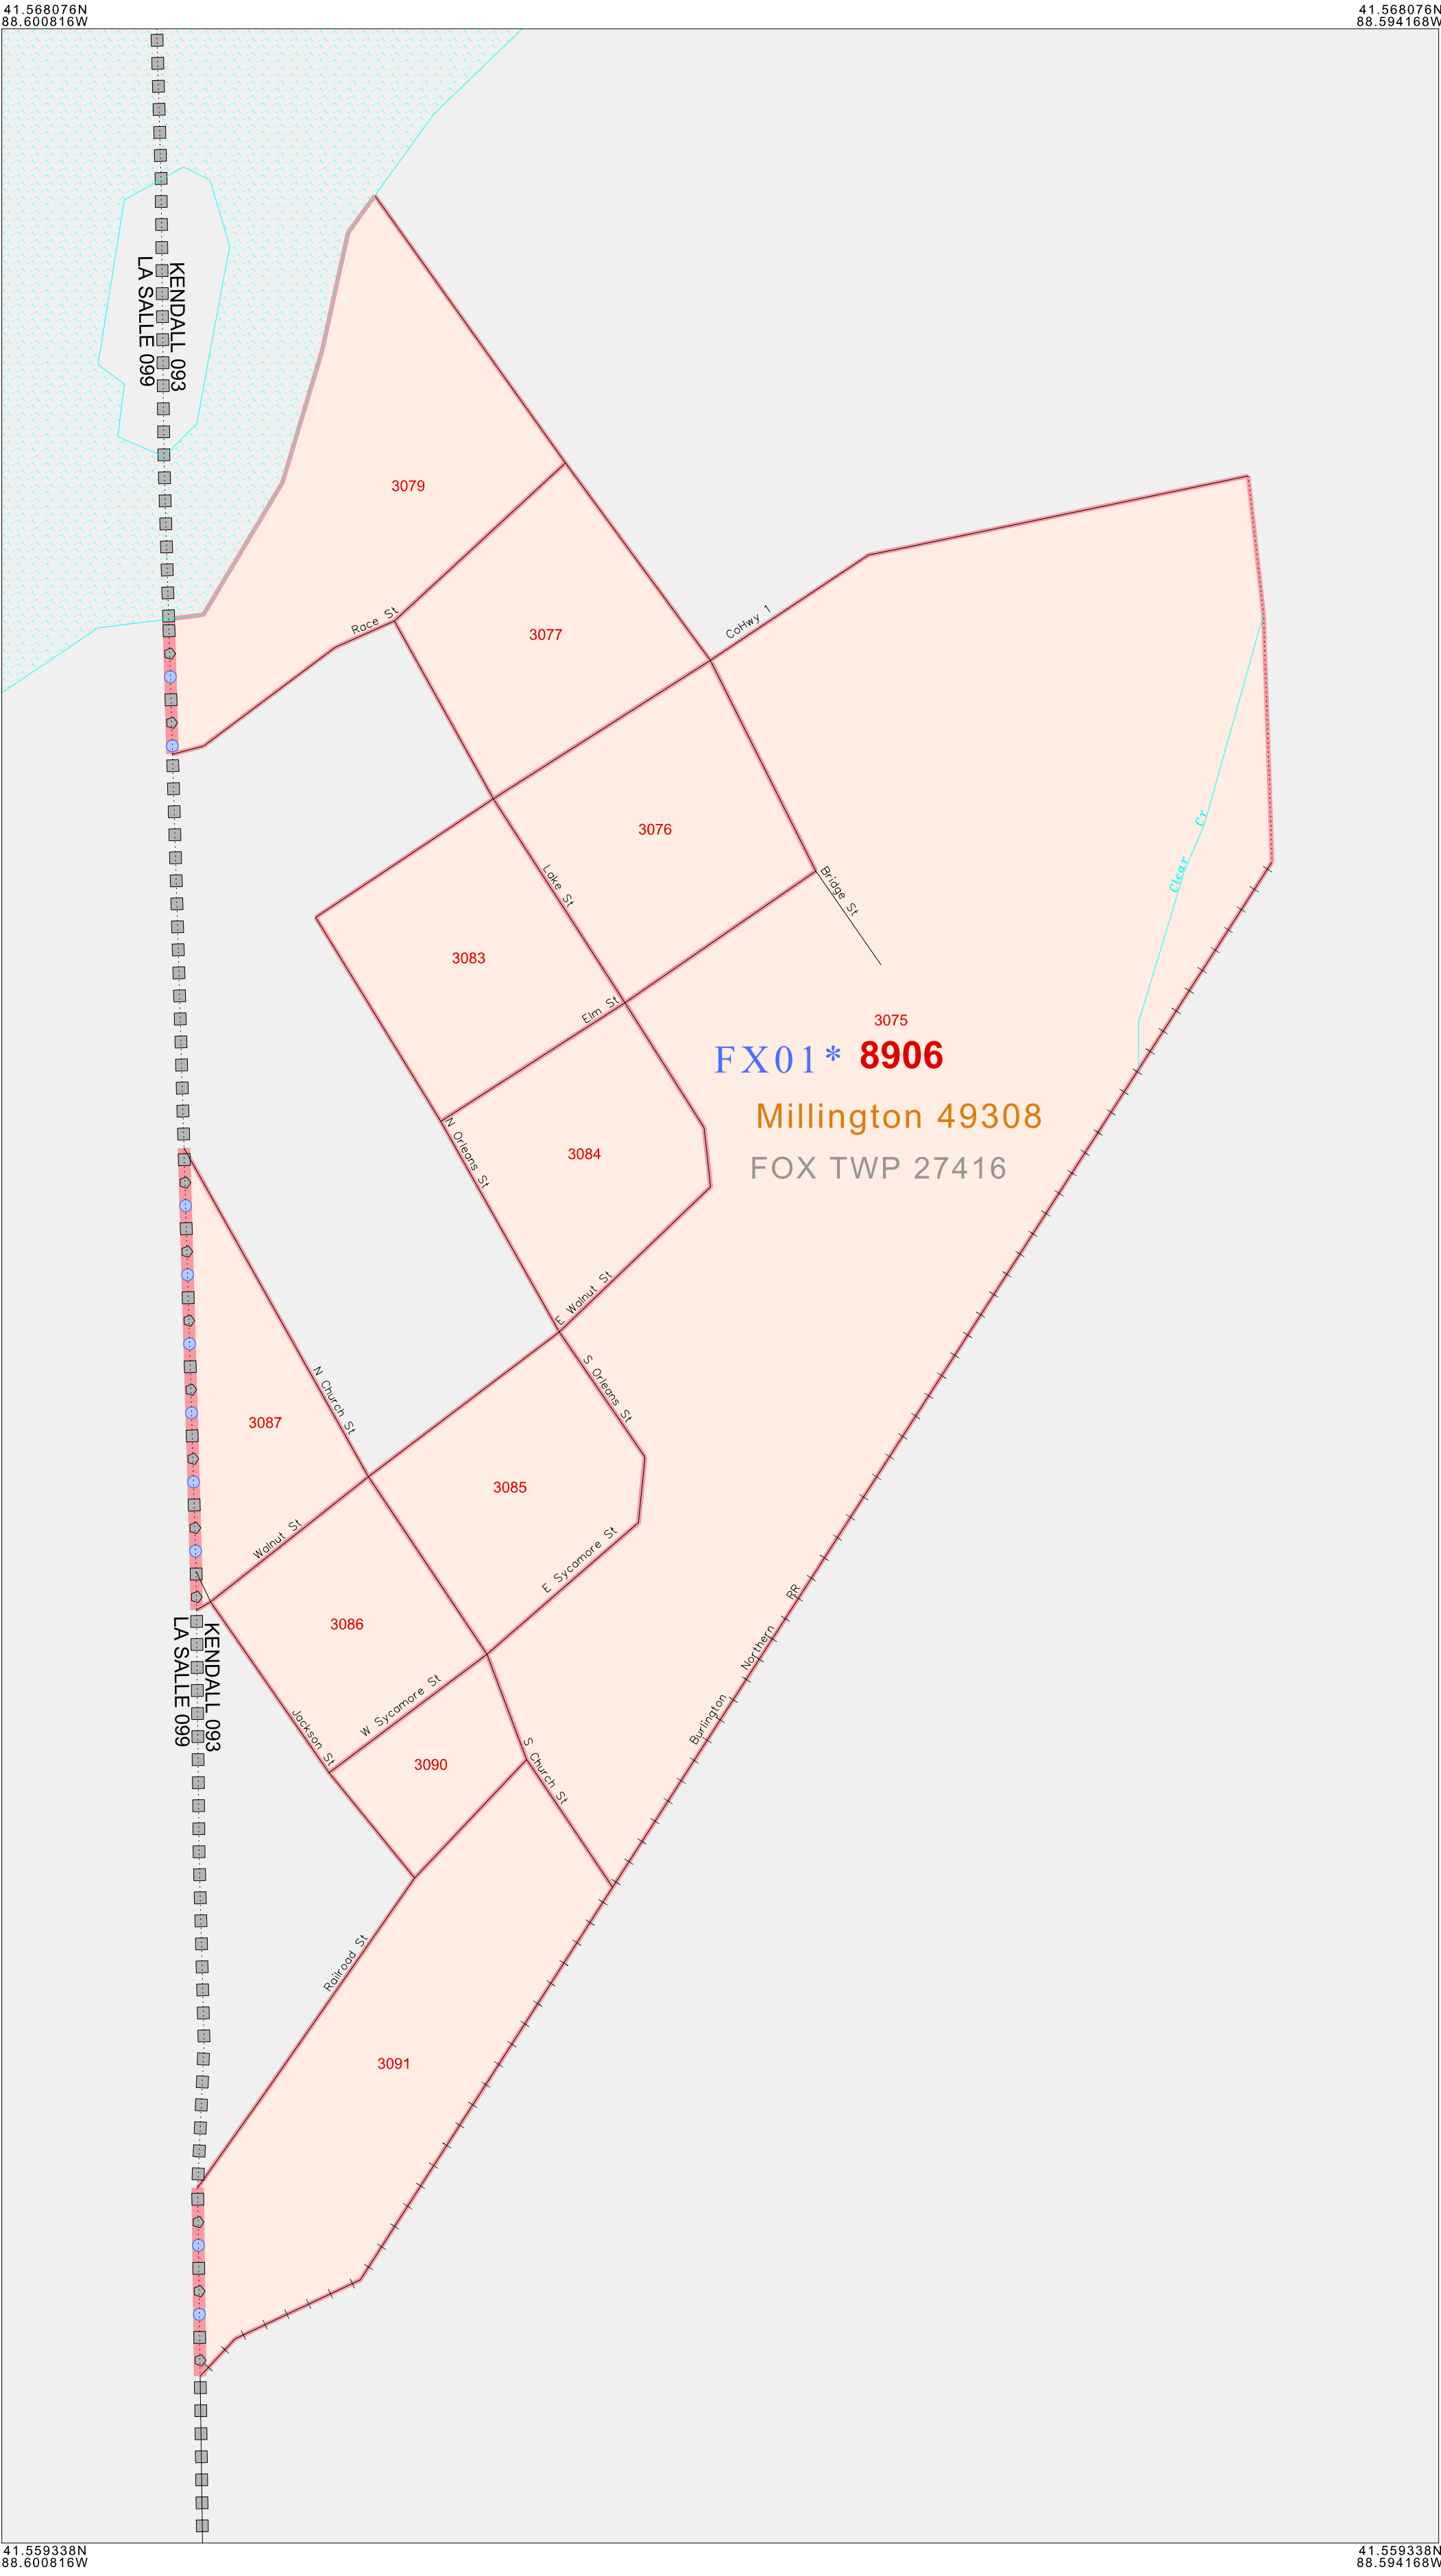 41.568076N
88.600816W
41.568076N
88.594168W
KENDALL 093
LA SALLE 099
3079
Race St
3077
CoHwy 1
3076
Lake St
Bridge St
Clear Cr
3083
Elm St
3075
FX01* 8906
Millington 49308
FOX TWP 27416
N Orleans St
3084
E Walnut St
S Orleans St
N Church St
3087
3085
Walnut St
E Sycamore St
3086
KENDALL 093
LA SALLE 099
Burlington Northern RR
W Sycamore St
Jackson St
3090
S Church St
Railroad St
3091
41.559338N
88.600816W
41.559338N
88.594168W